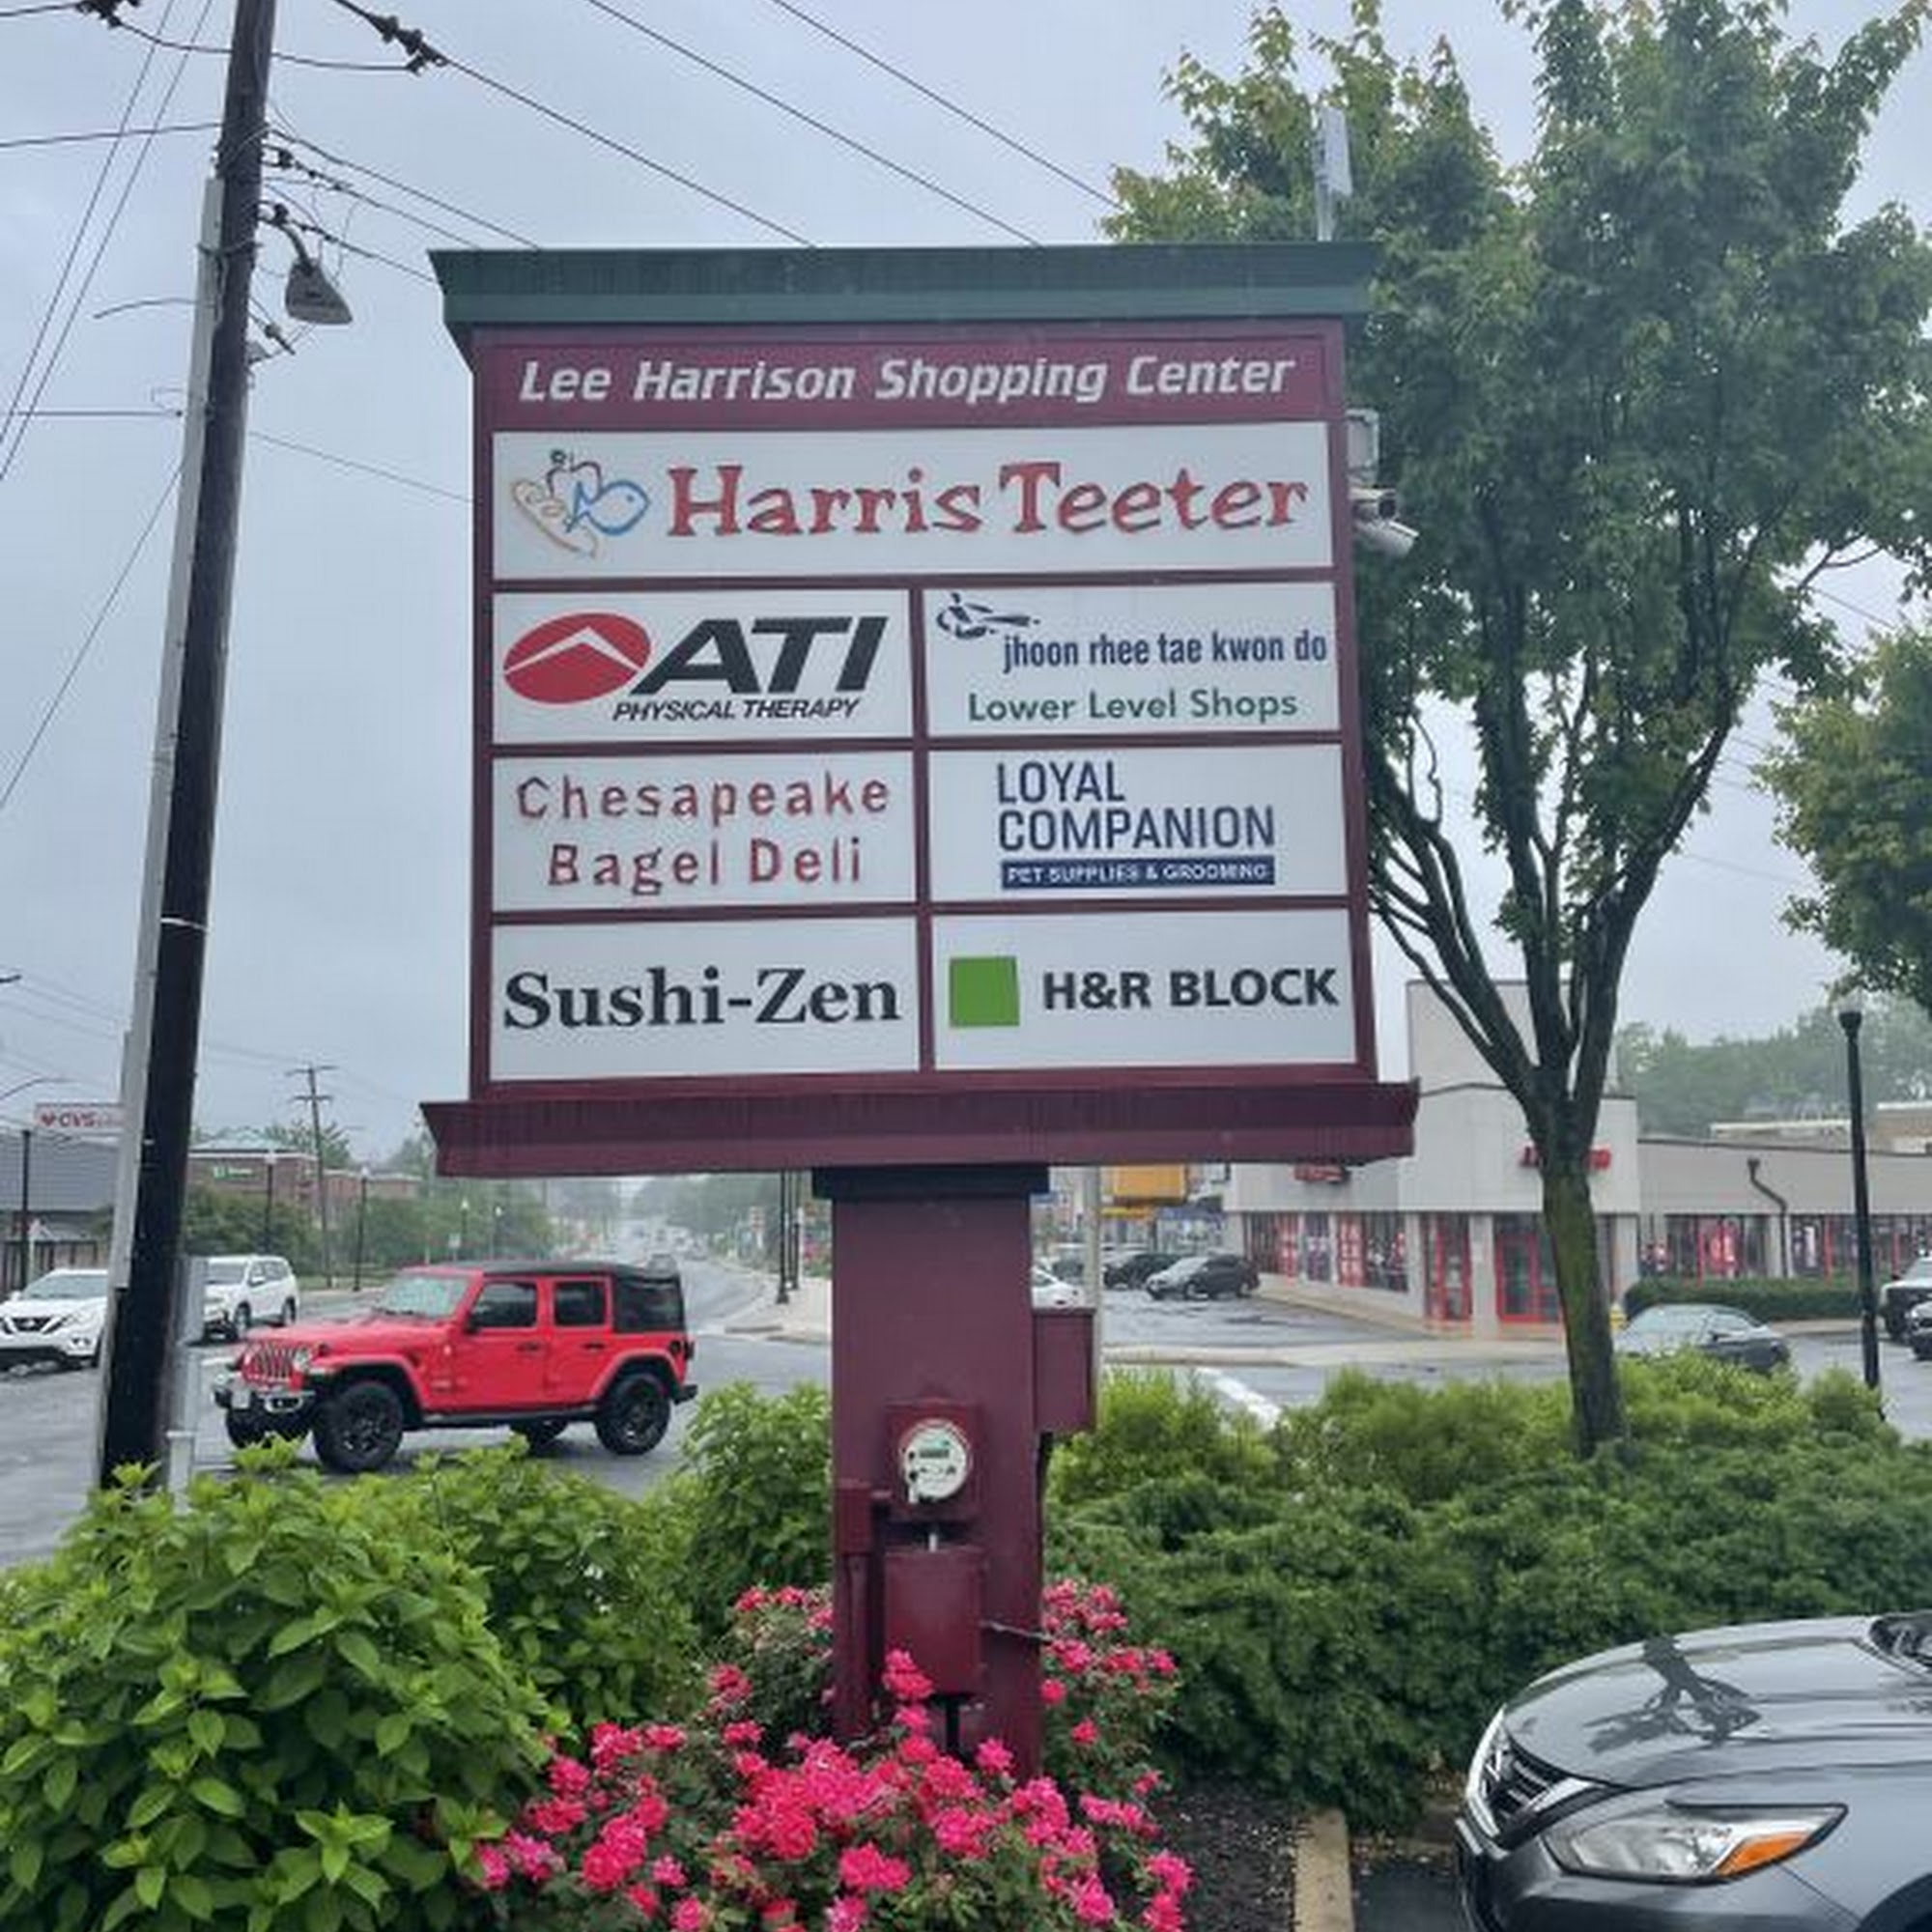 Lee Harrison Shopping Center
Harris Teeter
ATI
PHYSICAL THERAPY
jhoon rhee tae kwon do
Lower Level Shops
Chesapeake
Bagel Deli
LOYAL
COMPANION
PET SUPPLIES & GROOMING
Sushi-Zen
H&R BLOCK
CVS